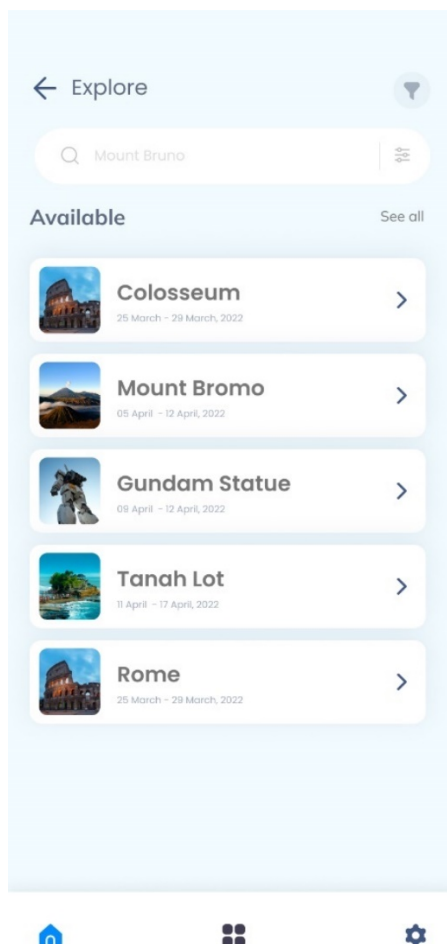 Explore
Mount Bruno
Available
See all
Colosseum
25 March - 29 March, 2022
Mount Bromo
05 April - 12 April, 2022
Gundam Statue
09 April - 12 April, 2022
Tanah Lot
11 April - 17 April, 2022
Rome
25 March - 29 March, 2022